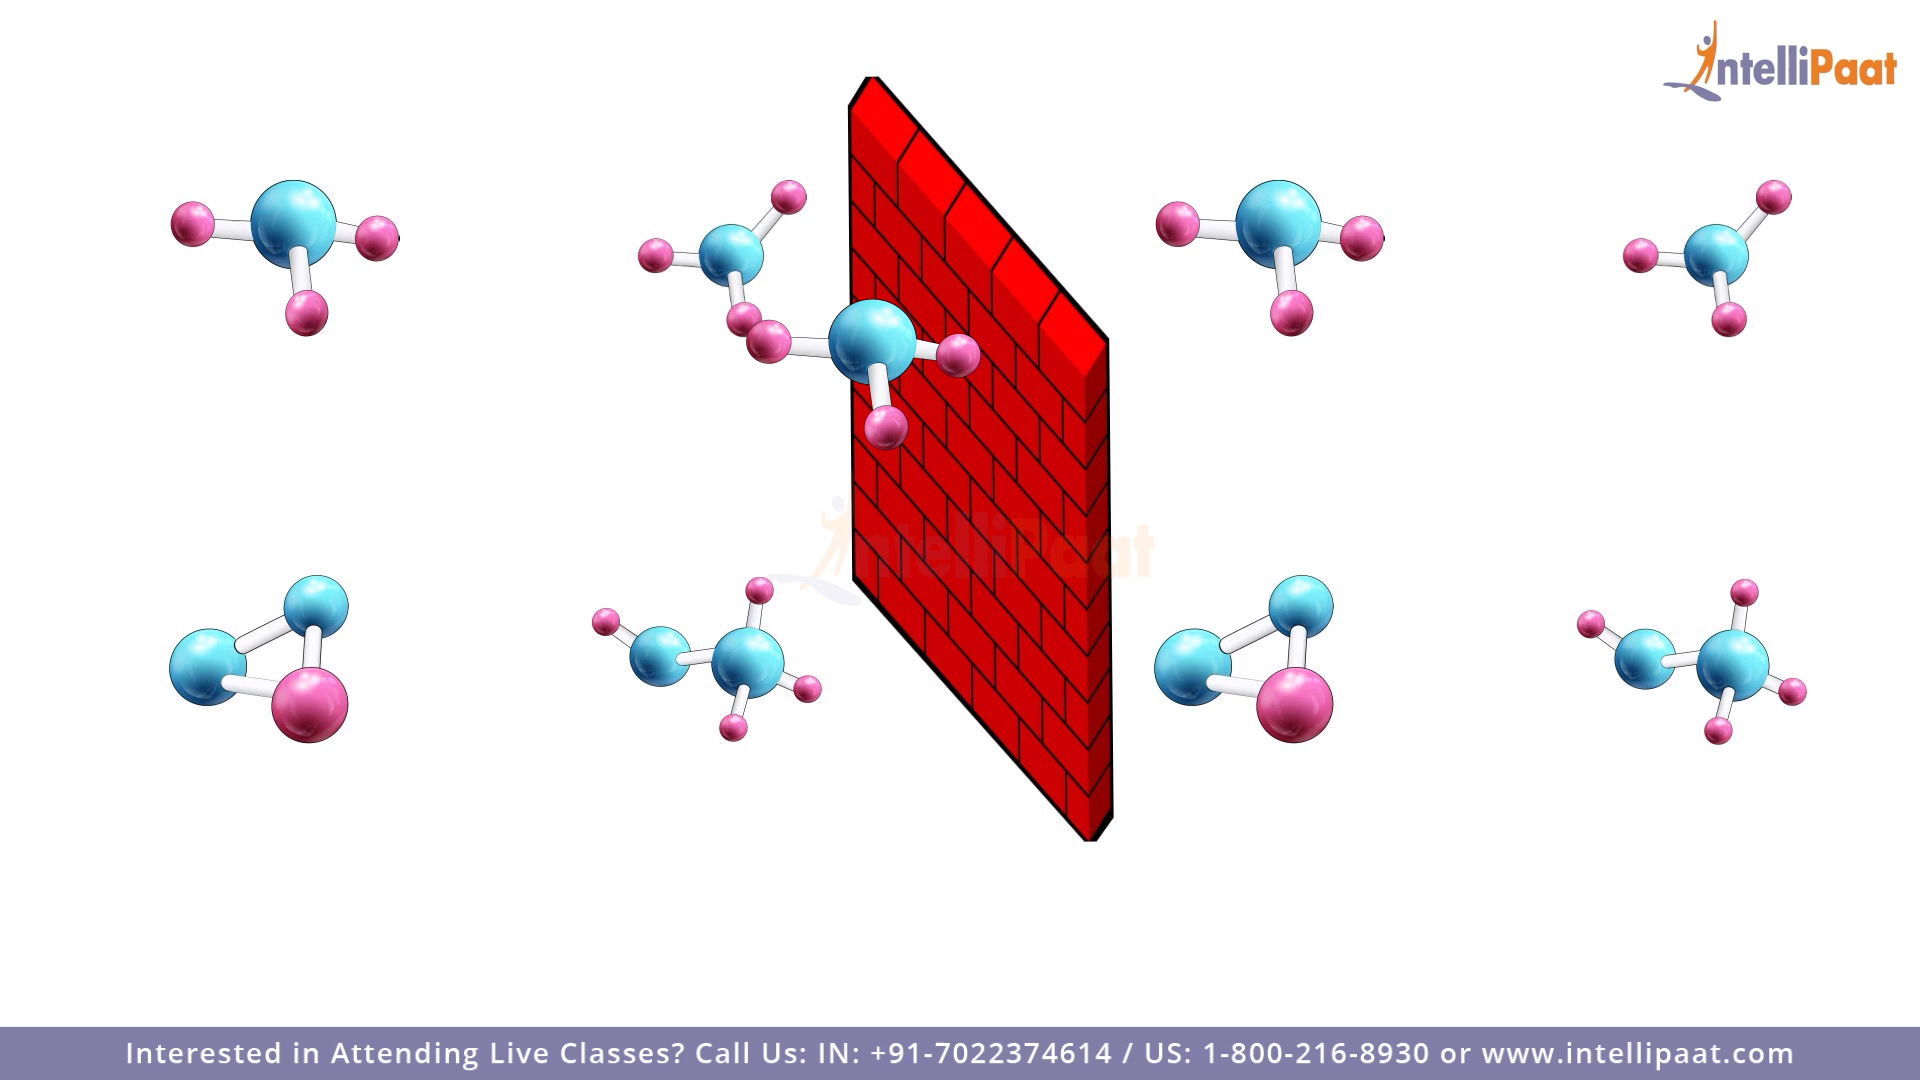 IntelliPaat
IntelliPaat
Interested in Attending Live Classes? Call Us: IN: +91-7022374614 / US: 1-800-216-8930 or www.intellipaat.com